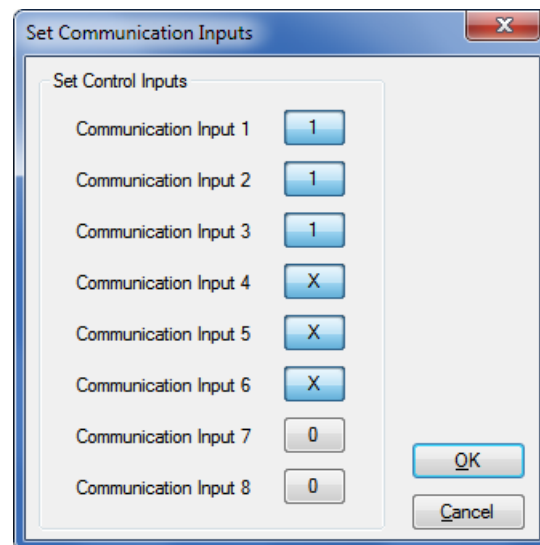 Set Communication Inputs
Set Control Inputs
Communication Input 1 1
Communication Input 2 1
Communication Input 3 1
Communication Input 4 X
Communication Input 5 X
Communication Input 6 X
Communication Input 7 0
Communication Input 8 0
OK
Cancel